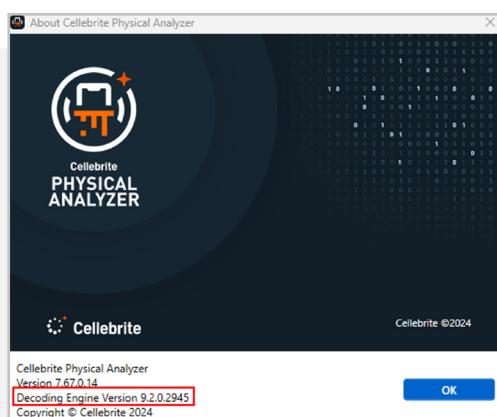 About Cellebrite Physical Analyzer
Cellebrite
PHYSICAL
ANALYZER
Cellebrite
Cellebrite ©2024
Cellebrite Physical Analyzer
Version 7.67.0.14
Decoding Engine Version 9.2.0.2945
OK
Copyright © Cellebrite 2024